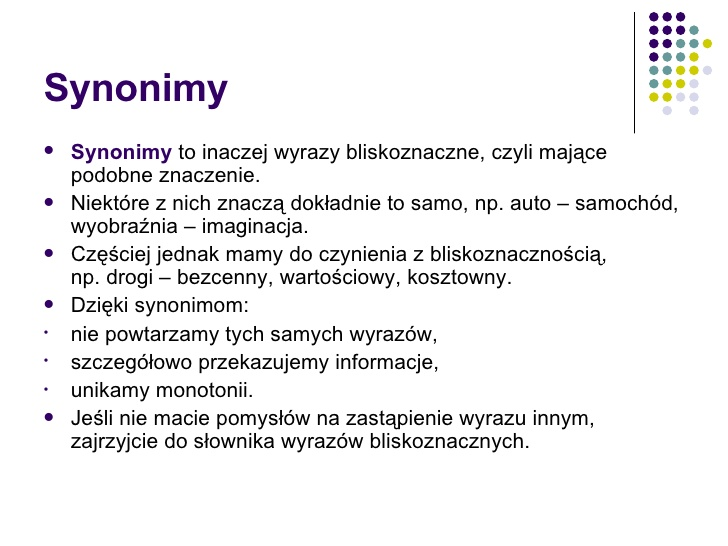 Synonimy
• Synonimy to inaczej wyrazy bliskoznaczne, czyli mające
podobne znaczenie.
• Niektóre z nich znaczą dokładnie to samo, np. auto – samochód,
wyobraźnia – imaginacja.
• Częściej jednak mamy do czynienia z bliskoznacznością,
np. drogi – bezcenny, wartościowy, kosztowny.
• Dzięki synonimom:
• nie powtarzamy tych samych wyrazów,
• szczegółowo przekazujemy informacje,
• unikamy monotonii.
• Jeśli nie macie pomysłów na zastąpienie wyrazu innym,
zajrzyjcie do słownika wyrazów bliskoznacznych.